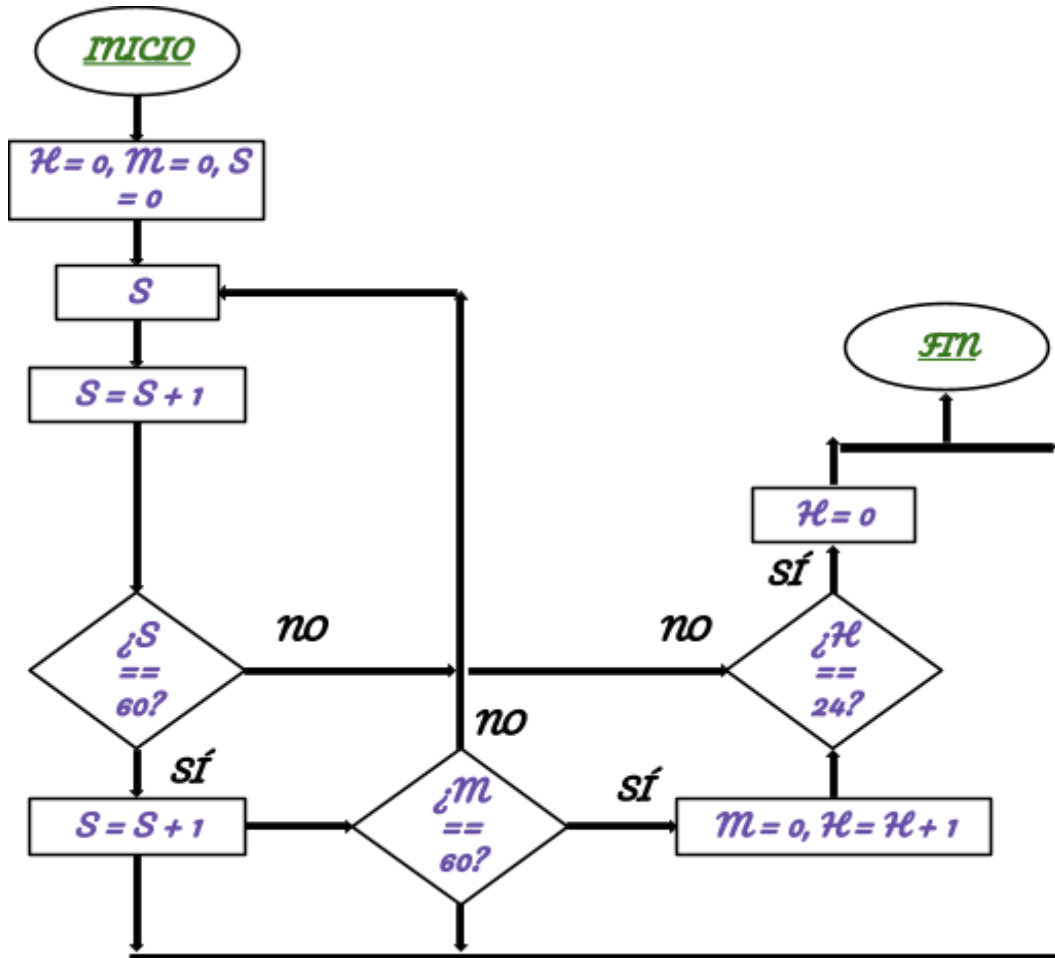 INICIO
H = 0, M = 0, S
= 0
S
S = S + 1
FIN
H = 0
SÍ
¿S
==
60?
NO
NO
¿H
==
24?
NO
SÍ
S = S + 1
¿M
==
60?
SÍ
M = 0, H = H + 1